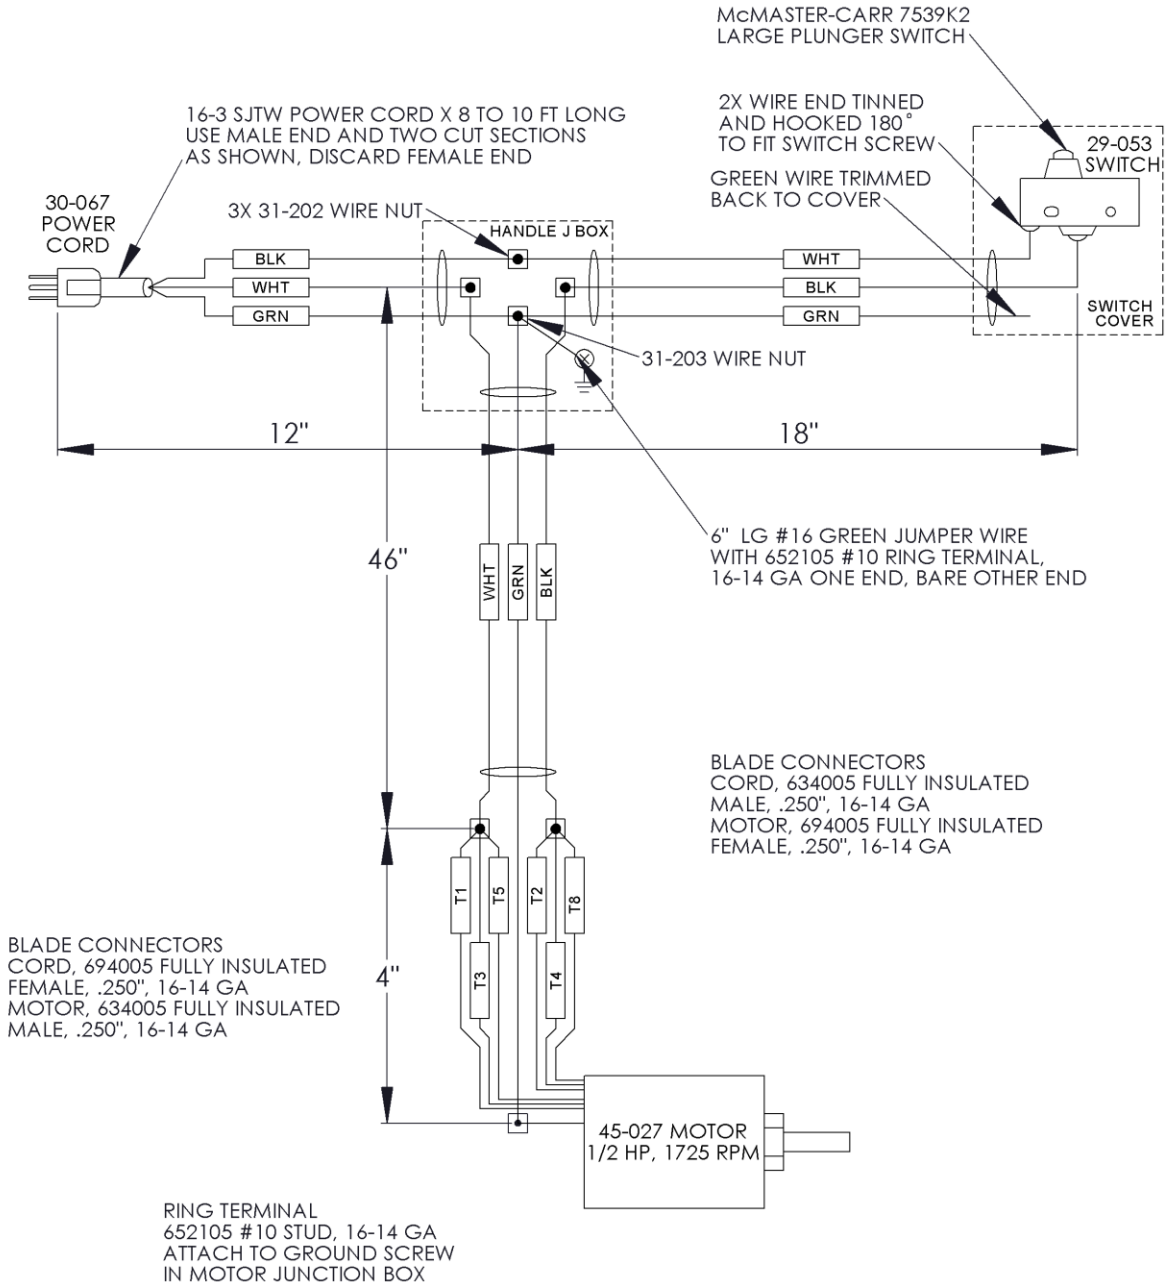 McMASTER-CARR 7539K2
LARGE PLUNGER SWITCH
16-3 SJTW POWER CORD X 8 TO 10 FT LONG
USE MALE END AND TWO CUT SECTIONS
AS SHOWN, DISCARD FEMALE END
2X WIRE END TINNED
AND HOOKED 180°
TO FIT SWITCH SCREW
29-053
SWITCH
GREEN WIRE TRIMMED
BACK TO COVER
30-067
POWER
CORD
3X 31-202 WIRE NUT
HANDLE J BOX
BLK
WHT
GRN
WHT
BLK
GRN
SWITCH
COVER
31-203 WIRE NUT
12"
18"
6" LG #16 GREEN JUMPER WIRE
WITH 652105 #10 RING TERMINAL,
16-14 GA ONE END, BARE OTHER END
46"
WHT
GRN
BLK
BLADE CONNECTORS
CORD, 634005 FULLY INSULATED
MALE, .250", 16-14 GA
MOTOR, 694005 FULLY INSULATED
FEMALE, .250", 16-14 GA
T1
T5
T2
T8
T3
T4
BLADE CONNECTORS
CORD, 694005 FULLY INSULATED
FEMALE, .250", 16-14 GA
MOTOR, 634005 FULLY INSULATED
MALE, .250", 16-14 GA
4"
45-027 MOTOR
1/2 HP, 1725 RPM
RING TERMINAL
652105 #10 STUD, 16-14 GA
ATTACH TO GROUND SCREW
IN MOTOR JUNCTION BOX